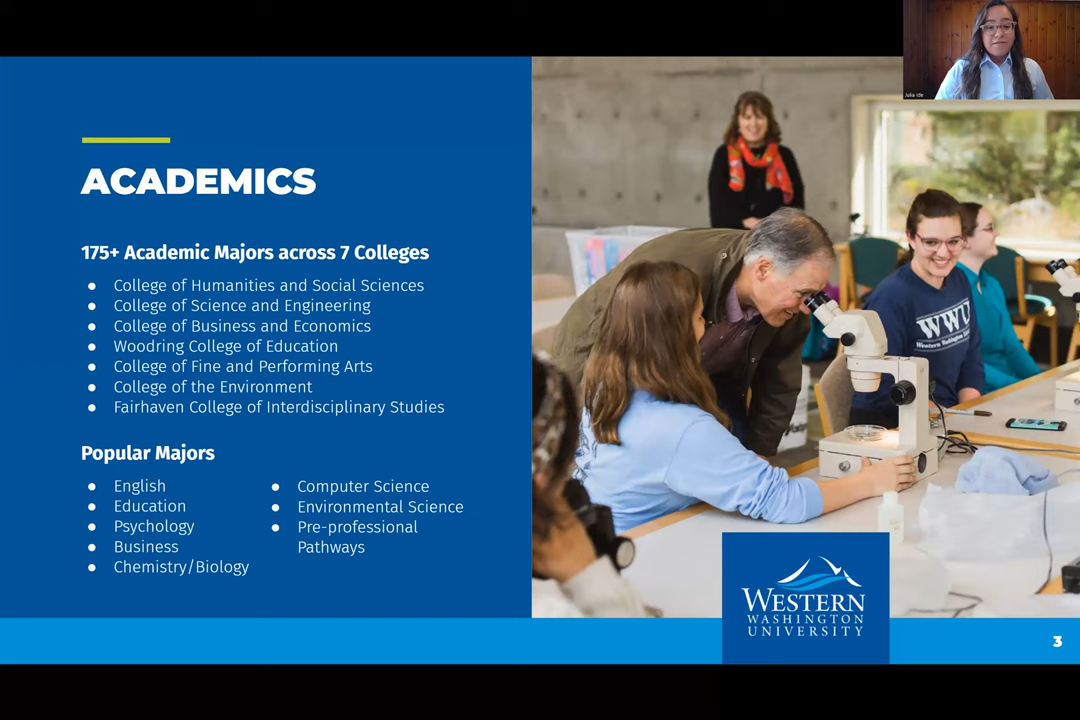 Julia Ide
ACADEMICS
175+ Academic Majors across 7 Colleges
● College of Humanities and Social Sciences
● College of Science and Engineering
● College of Business and Economics
● Woodring College of Education
● College of Fine and Performing Arts
● College of the Environment
● Fairhaven College of Interdisciplinary Studies
Popular Majors
● English
● Education
● Psychology
● Business
● Chemistry/Biology
● Computer Science
● Environmental Science
● Pre-professional
Pathways
WWU
Western Washington University
WESTERN
WASHINGTON
UNIVERSITY
3